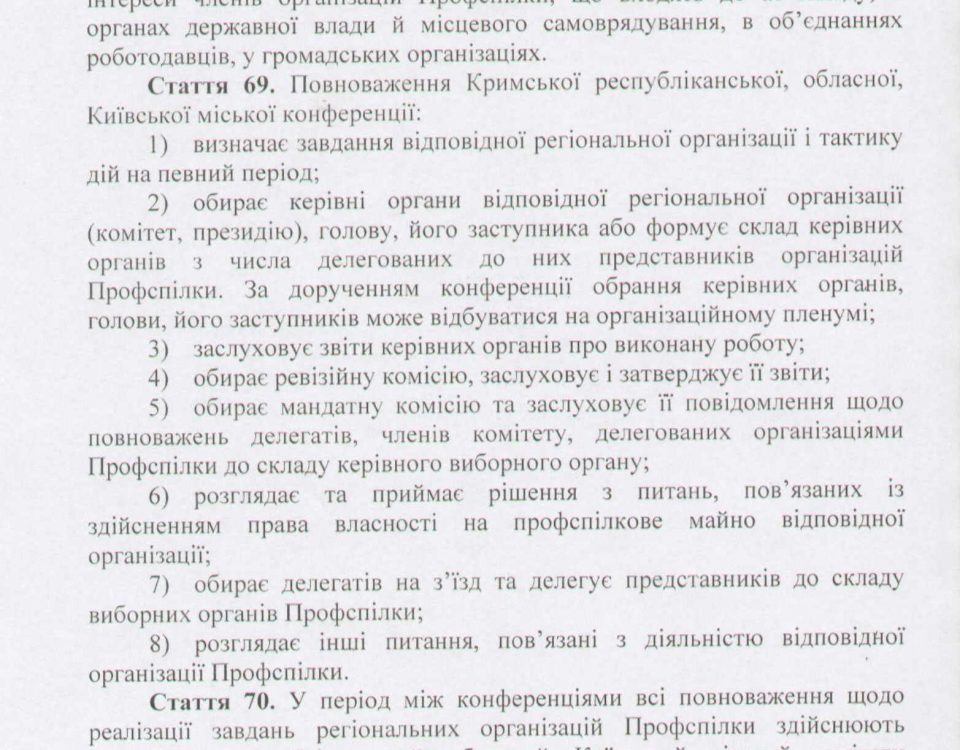 інтереси членів організацій Профспілки, що входять до її складу, в
органах державної влади й місцевого самоврядування, в об’єднаннях
роботодавців, у громадських організаціях.
Стаття 69. Повноваження Кримської республіканської, обласної,
Київської міської конференції:
1) визначає завдання відповідної регіональної організації і тактику
дій на певний період;
2) обирає керівні органи відповідної регіональної організації
(комітет, президію), голову, його заступника або формує склад керівних
органів з числа делегованих до них представників організацій
Профспілки. За дорученням конференції обрання керівних органів,
голови, його заступників може відбуватися на організаційному пленумі;
3) заслуховує звіти керівних органів про виконану роботу;
4) обирає ревізійну комісію, заслуховує і затверджує її звіти;
5) обирає мандатну комісію та заслуховує її повідомлення щодо
повноважень делегатів, членів комітету, делегованих організаціями
Профспілки до складу керівного виборного органу;
6) розглядає та приймає рішення з питань, пов’язаних із
здійсненням права власності на профспілкове майно відповідної
організації;
7) обирає делегатів на з’їзд та делегує представників до складу
виборних органів Профспілки;
8) розглядає інші питання, пов’язані з діяльністю відповідної
організації Профспілки.
Стаття 70. У період між конференціями всі повноваження щодо
реалізації завдань регіональних організацій Профспілки здійснюють